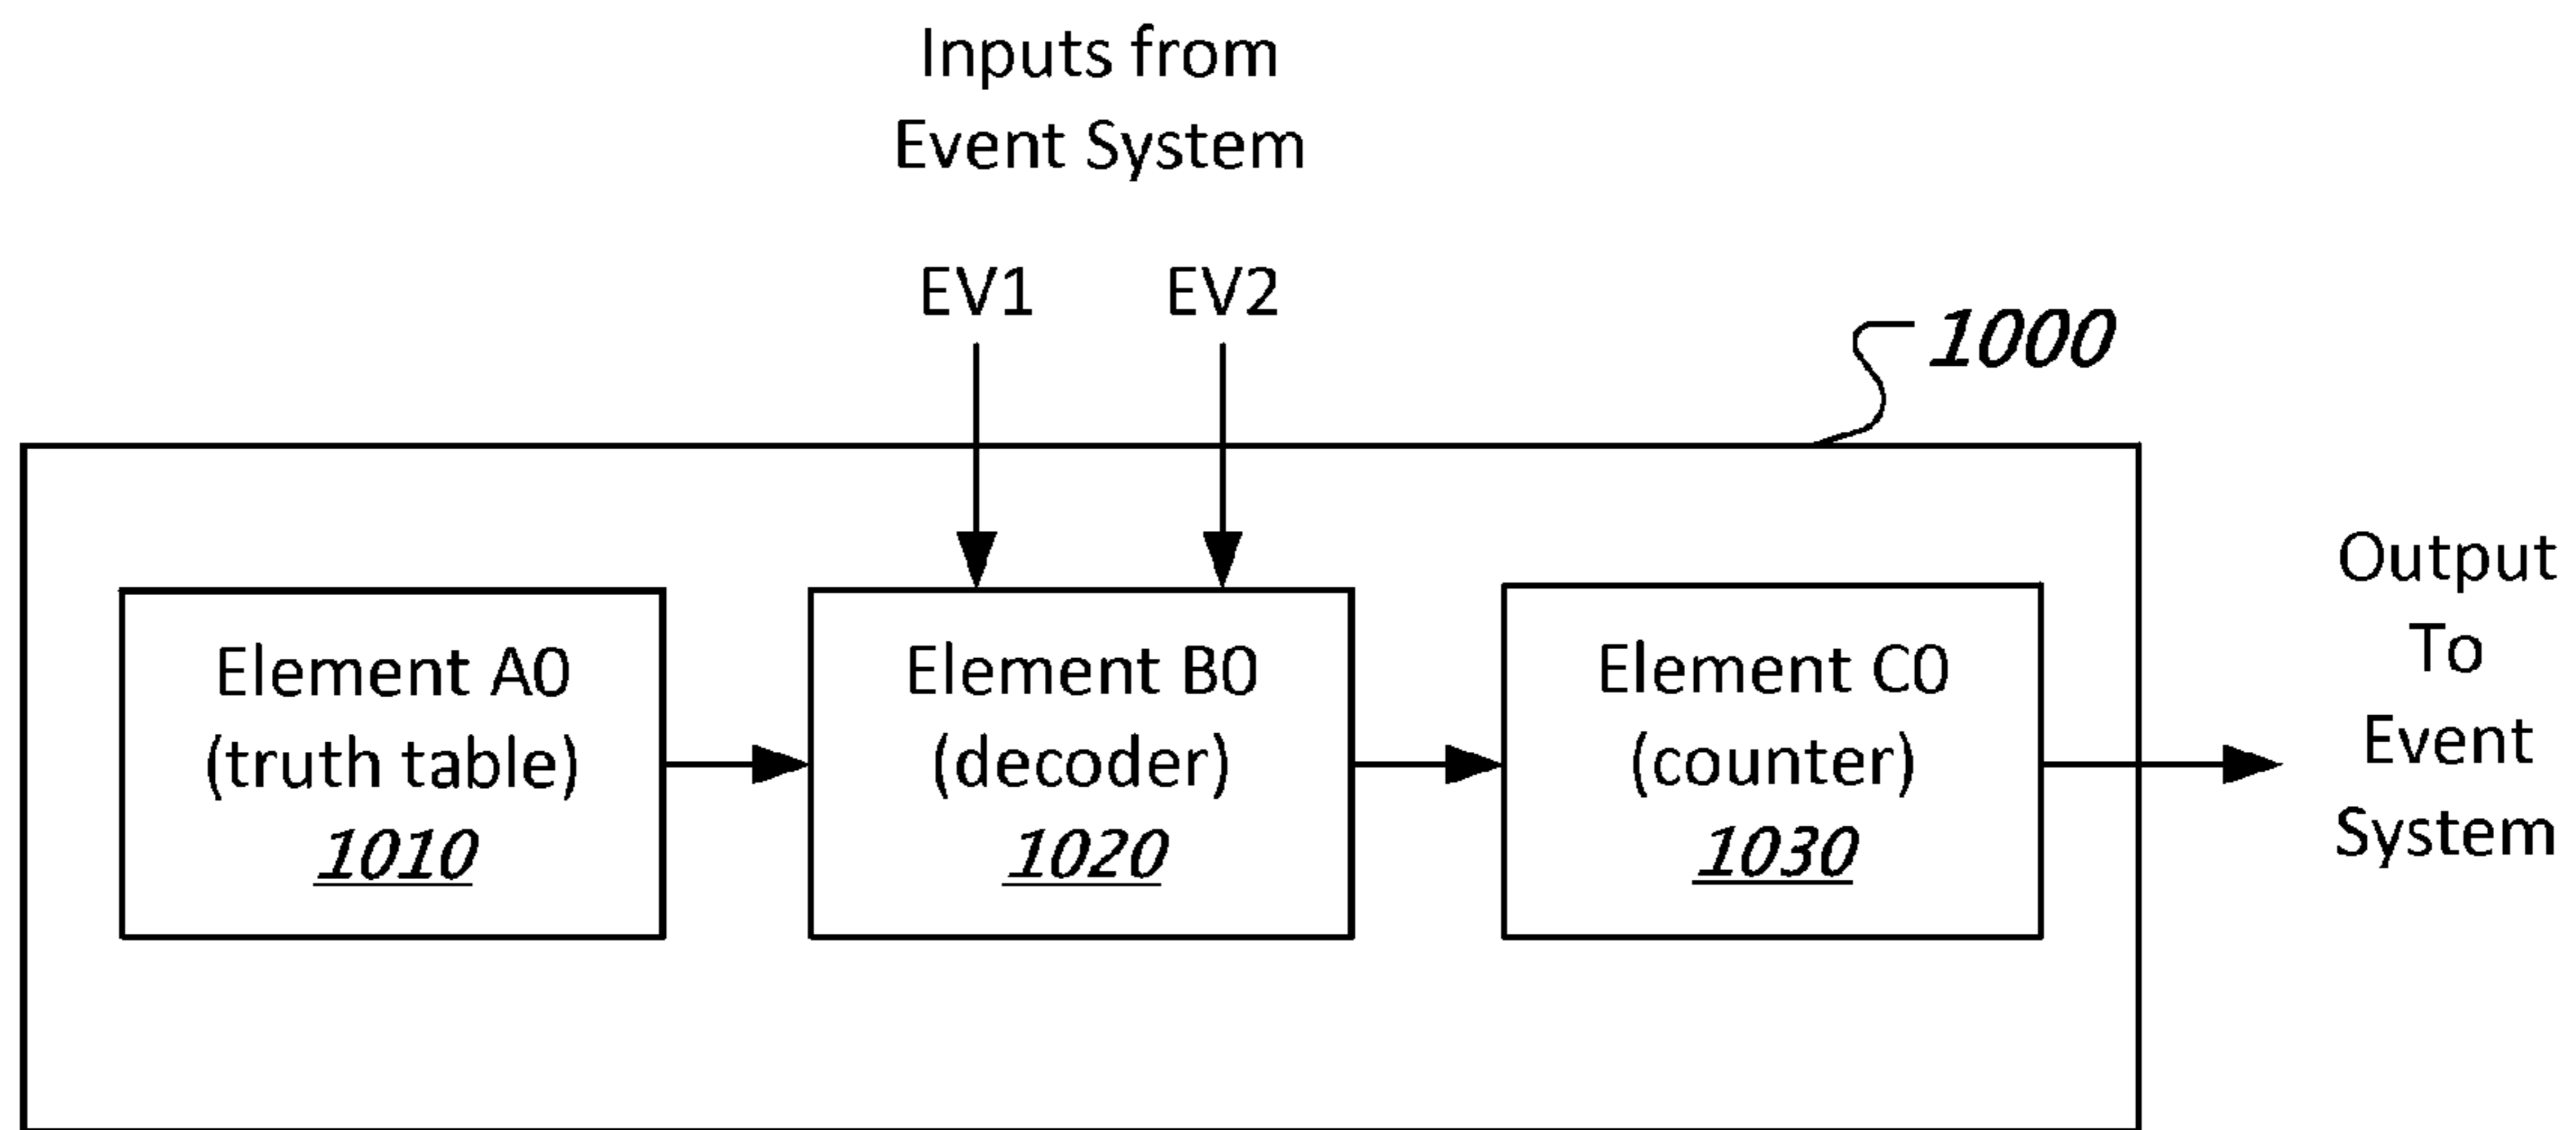 Inputs from
Event System
EV1 EV2
1000
Element A0
(truth table)
1010
Element B0
(decoder)
1020
Element C0
(counter)
1030
Output
To
Event
System